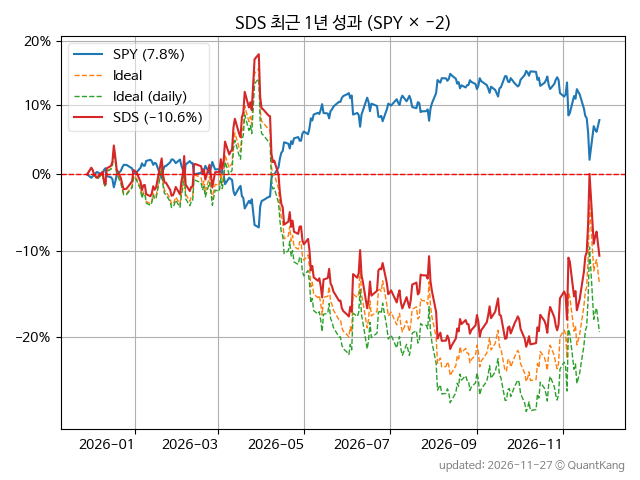 SDS 최근 1년 성과 (SPY × −2)
20%
10%
0%
−10%
−20%
SPY (7.8%)
Ideal
Ideal (daily)
SDS (−10.6%)
2026-01
2026-03
2026-05
2026-07
2026-09
2026-11
updated: 2026-11-27 ⓒ QuantKang